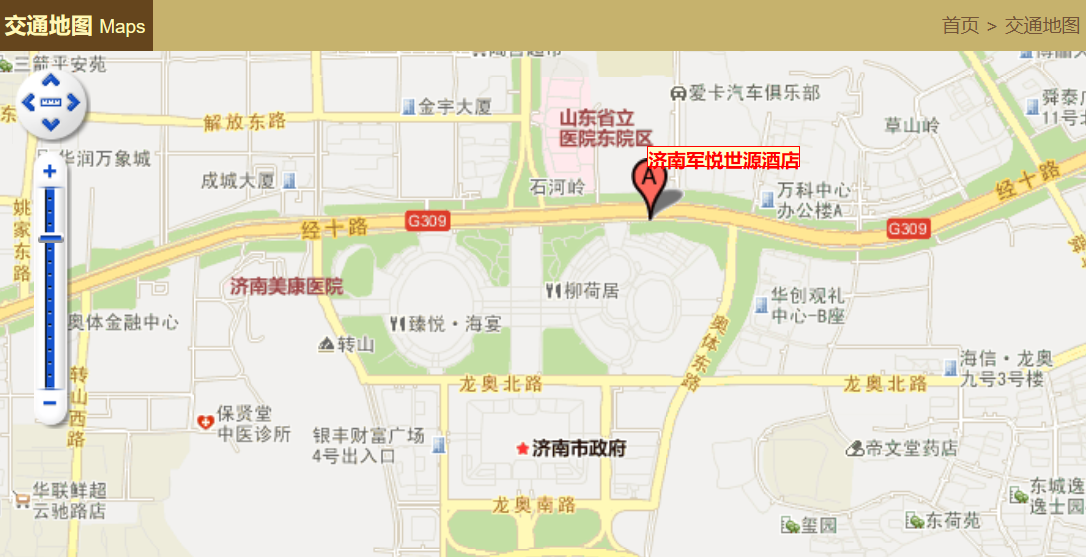 交通地图 Maps
首页 > 交通地图
三箭平安苑
金宇大厦
爱卡汽车俱乐部
11号
解放东路
山东省立
医院东院区
草山岭
华润万象城
济南军悦世源酒店
A
成城大厦
石河岭
万科中心
办公楼A
经十路
姚家东路
G309
经十路
G309
济南美康医院
柳荷居
华创观礼
中心-B座
奥体金融中心
臻悦·海宴
转山
奥体东路
海信·龙奥
九号3号楼
转山西路
龙奥北路
龙奥北路
保贤堂
中医诊所
银丰财富广场
4号出入口
济南市政府
帝文堂药店
华联鲜超
云驰路店
龙奥南路
玺园
东荷苑
东城逸
逸士园